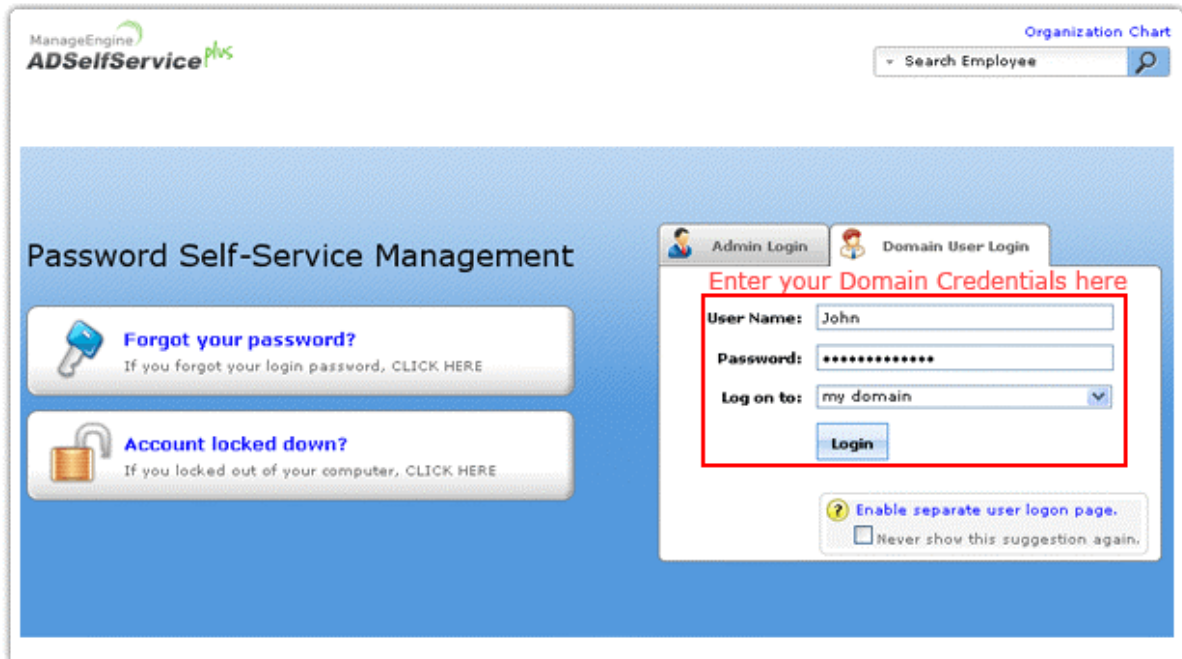 ManageEngine
ADSelfService plus
Organization Chart
Search Employee
Password Self-Service Management
Forgot your password?
If you forgot your login password, CLICK HERE
Account locked down?
If you locked out of your computer, CLICK HERE
Admin Login
Domain User Login
Enter your Domain Credentials here
User Name: John
Password: •••••••••••••
Log on to: my domain
Login
? Enable separate user logon page.
Never show this suggestion again.